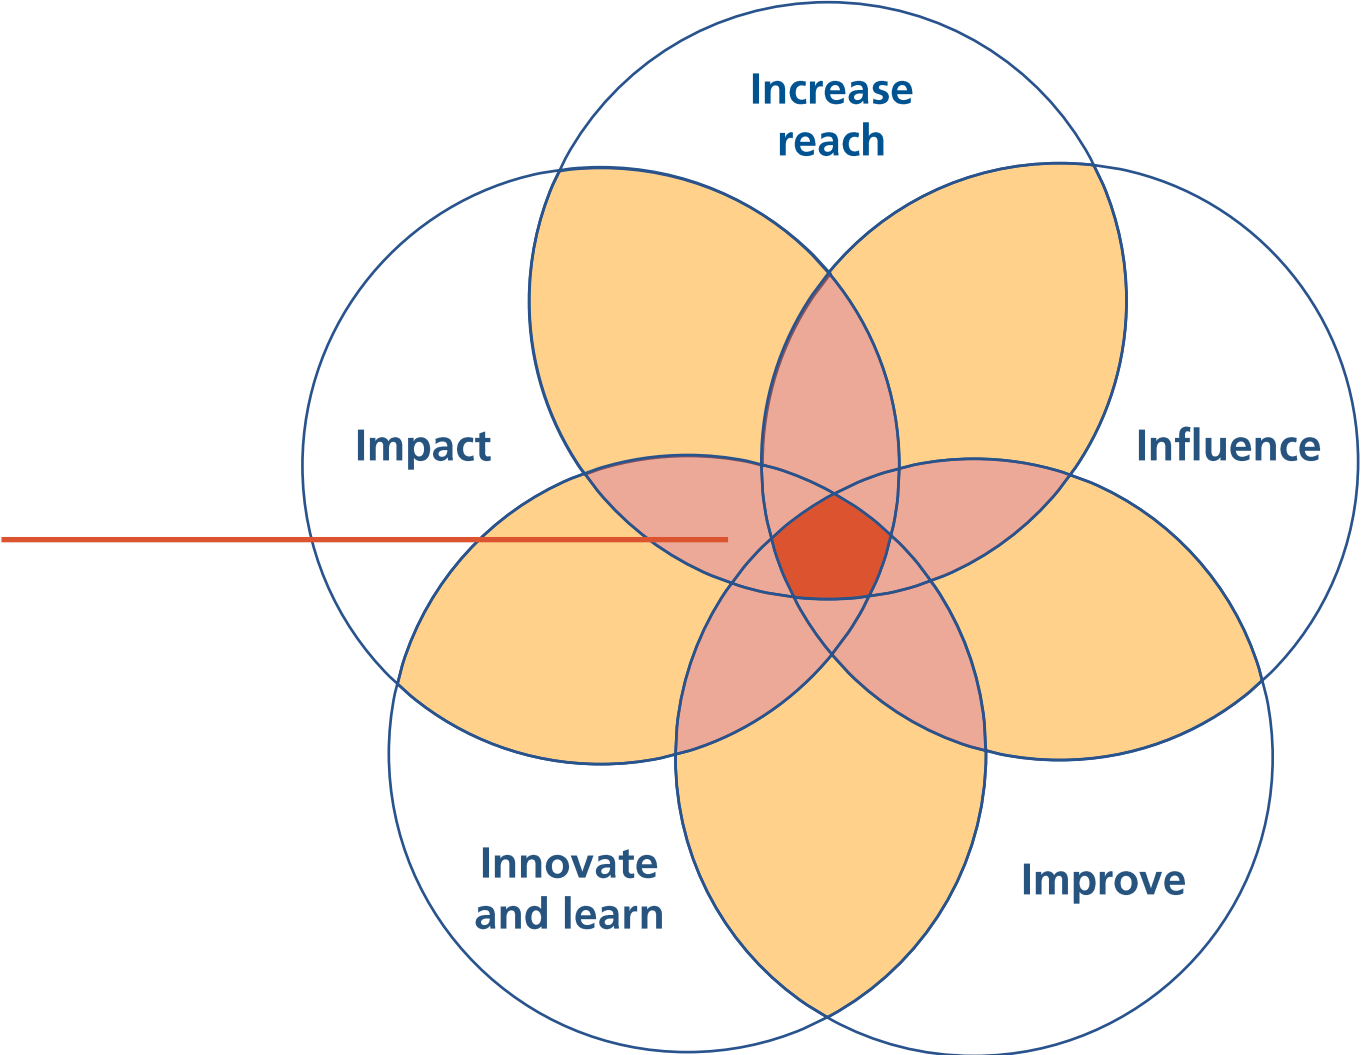 Increase
reach
Impact
Influence
Innovate
and learn
Improve